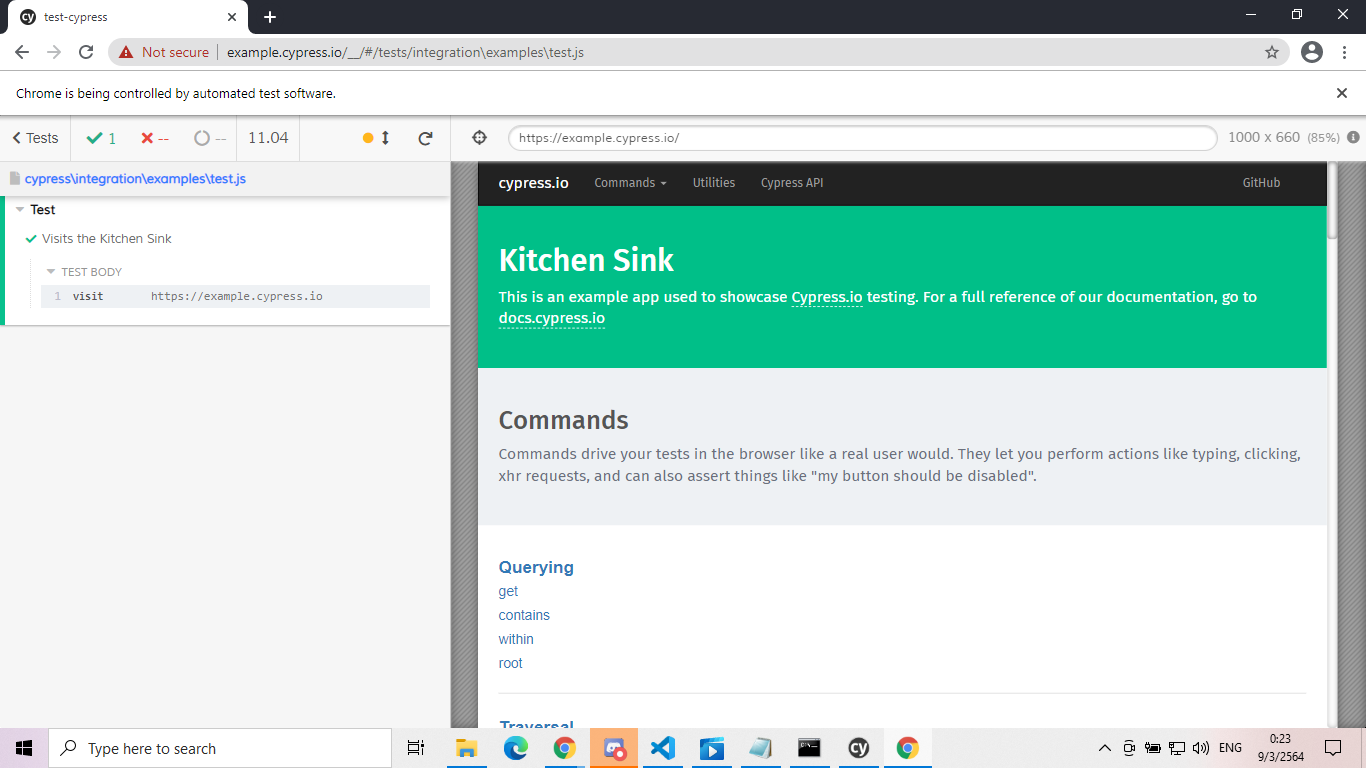 test-cypress
Not secure
example.cypress.io/__/#/tests/integration\examples\test.js
Chrome is being controlled by automated test software.
Tests
1
--
--
11.04
https://example.cypress.io/
1000 x 660 (85%)
cypress\integration\examples\test.js
Test
Visits the Kitchen Sink
TEST BODY
1 visit https://example.cypress.io
cypress.io Commands Utilities Cypress API GitHub
Kitchen Sink
This is an example app used to showcase Cypress.io testing. For a full reference of our documentation, go to
docs.cypress.io
Commands
Commands drive your tests in the browser like a real user would. They let you perform actions like typing, clicking,
xhr requests, and can also assert things like "my button should be disabled".
Querying
get
contains
within
root
Traversal
Type here to search
cy
ENG
0:23
9/3/2564